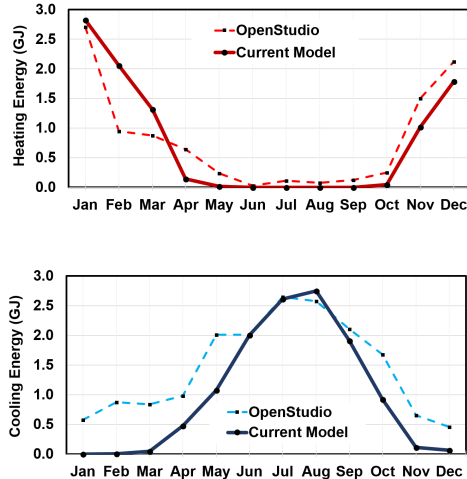 Heating Energy (GJ)
3.0
2.5
2.0
1.5
1.0
0.5
0.0
OpenStudio
Current Model
Jan Feb Mar Apr May Jun Jul Aug Sep Oct Nov Dec
Cooling Energy (GJ)
3.0
2.5
2.0
1.5
1.0
0.5
0.0
OpenStudio
Current Model
Jan Feb Mar Apr May Jun Jul Aug Sep Oct Nov Dec